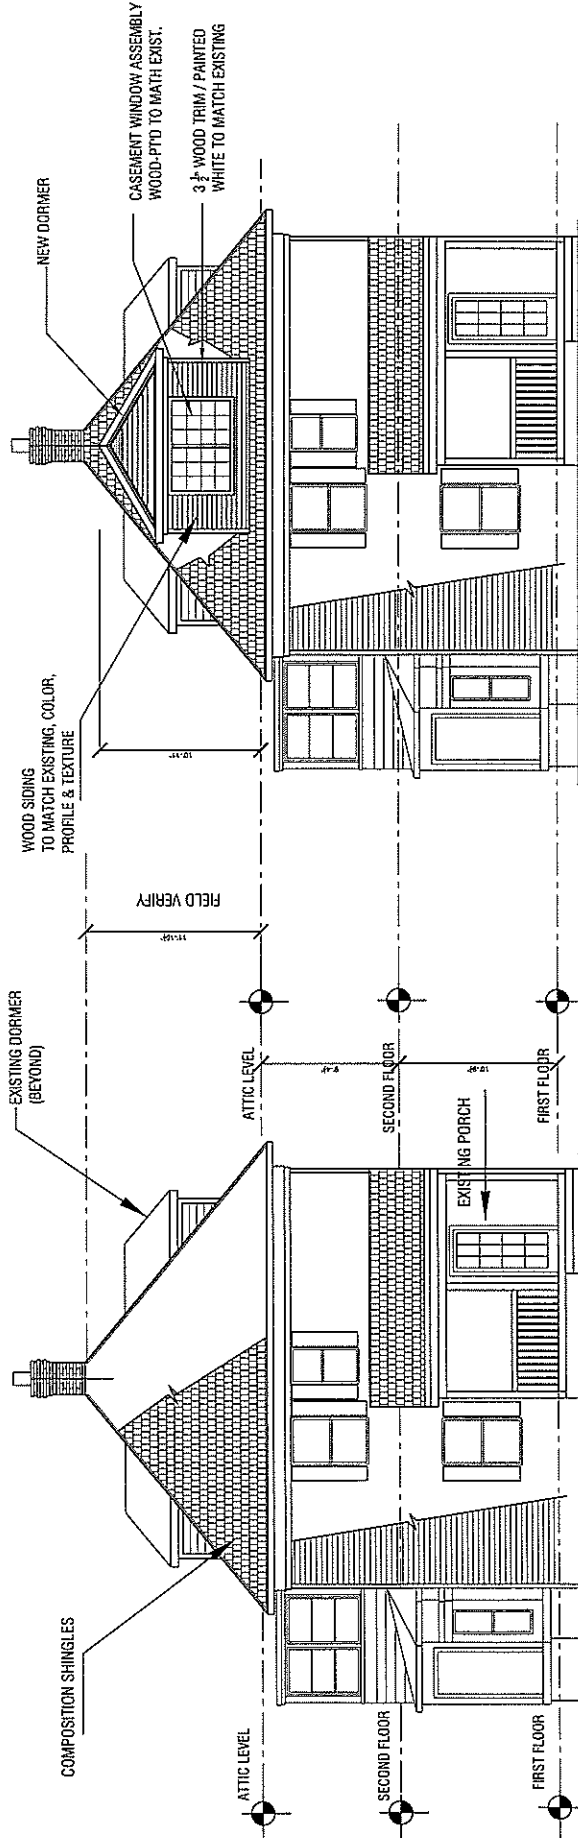 COMPOSITION SHINGLES
EXISTING DORMER
(BEYOND)
ATTIC LEVEL
SECOND FLOOR
FIRST FLOOR
EXISTING PORCH
ATTIC LEVEL
SECOND FLOOR
FIRST FLOOR
FIELD VERIFY
WOOD SIDING
TO MATCH EXISTING, COLOR,
PROFILE & TEXTURE
NEW DORMER
CASEMENT WINDOW ASSEMBLY
WOOD-PT'D TO MATH EXIST.
3 1/2" WOOD TRIM / PAINTED
WHITE TO MATCH EXISTING